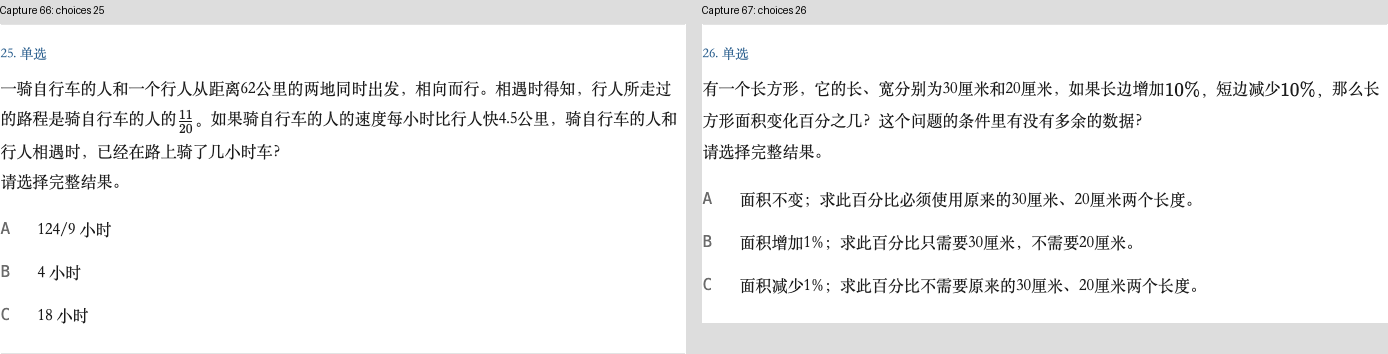 Capture 66: choices 25
25. 单选
一骑自行车的人和一个行人从距离62公里的两地同时出发，相向而行。相遇时得知，行人所走过
的路程是骑自行车的人的11/20。如果骑自行车的人的速度每小时比行人快4.5公里，骑自行车的人和
行人相遇时，已经在路上骑了几小时车？
请选择完整结果。
A 124/9 小时
B 4 小时
C 18 小时
Capture 67: choices 26
26. 单选
有一个长方形，它的长、宽分别为30厘米和20厘米，如果长边增加10%，短边减少10%，那么长
方形面积变化百分之几？这个问题的条件里有没有多余的数据？
请选择完整结果。
A 面积不变；求此百分比必须使用原来的30厘米、20厘米两个长度。
B 面积增加1%；求此百分比只需要30厘米，不需要20厘米。
C 面积减少1%；求此百分比不需要原来的30厘米、20厘米两个长度。